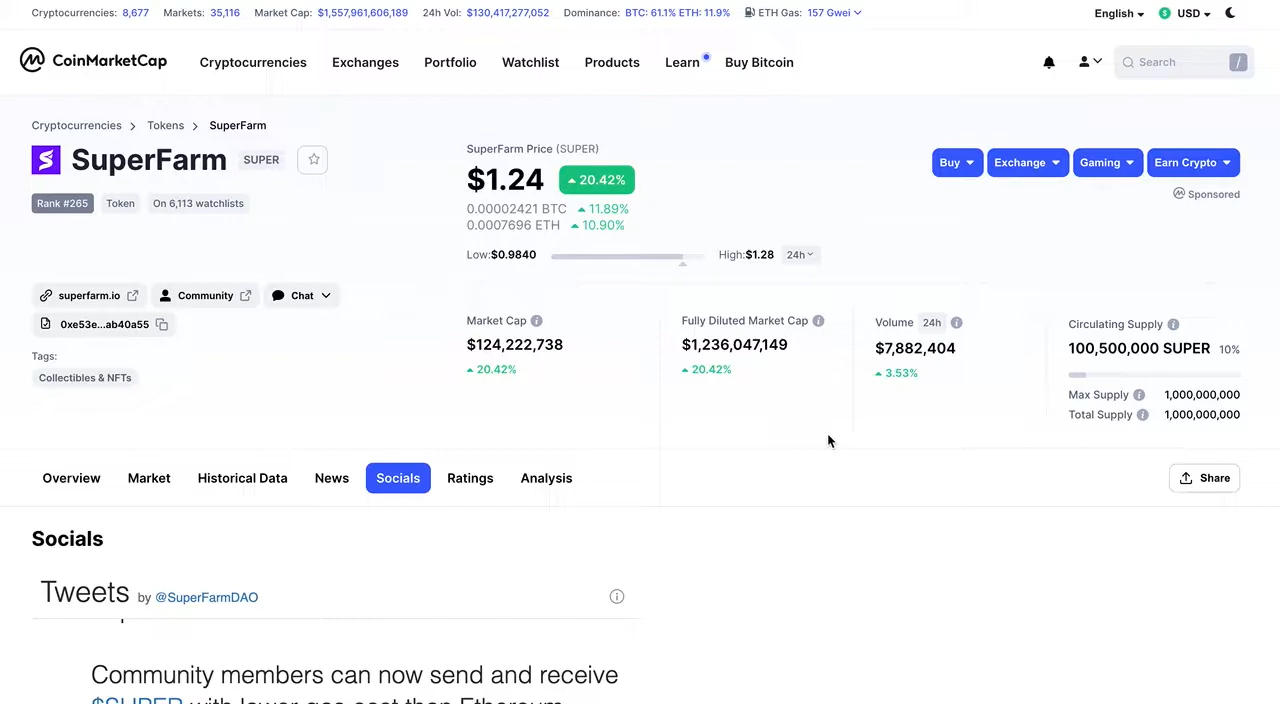 Cryptocurrencies: 8,677 Markets: 35,116 Market Cap: $1,557,961,606,189 24h Vol: $130,417,277,052 Dominance: BTC: 61.1% ETH: 11.9% ETH Gas: 157 Gwei English USD
CoinMarketCap Cryptocurrencies Exchanges Portfolio Watchlist Products Learn Buy Bitcoin Search /
Cryptocurrencies Tokens SuperFarm
SuperFarm SUPER
Rank #265 Token On 6,113 watchlists
SuperFarm Price (SUPER)
$1.24 20.42%
0.00002421 BTC 11.89%
0.0007696 ETH 10.90%
Low:$0.9840 High:$1.28 24h
Buy Exchange Gaming Earn Crypto
Sponsored
superfarm.io Community Chat
0xe53e...ab40a55
Tags:
Collectibles & NFTs
Market Cap
$124,222,738
20.42%
Fully Diluted Market Cap
$1,236,047,149
20.42%
Volume 24h
$7,882,404
3.53%
Circulating Supply
100,500,000 SUPER 10%
Max Supply 1,000,000,000
Total Supply 1,000,000,000
Overview Market Historical Data News Socials Ratings Analysis Share
Socials
Tweets by @SuperFarmDAO
Community members can now send and receive
$SUPER with lower gas cost than Ethereum